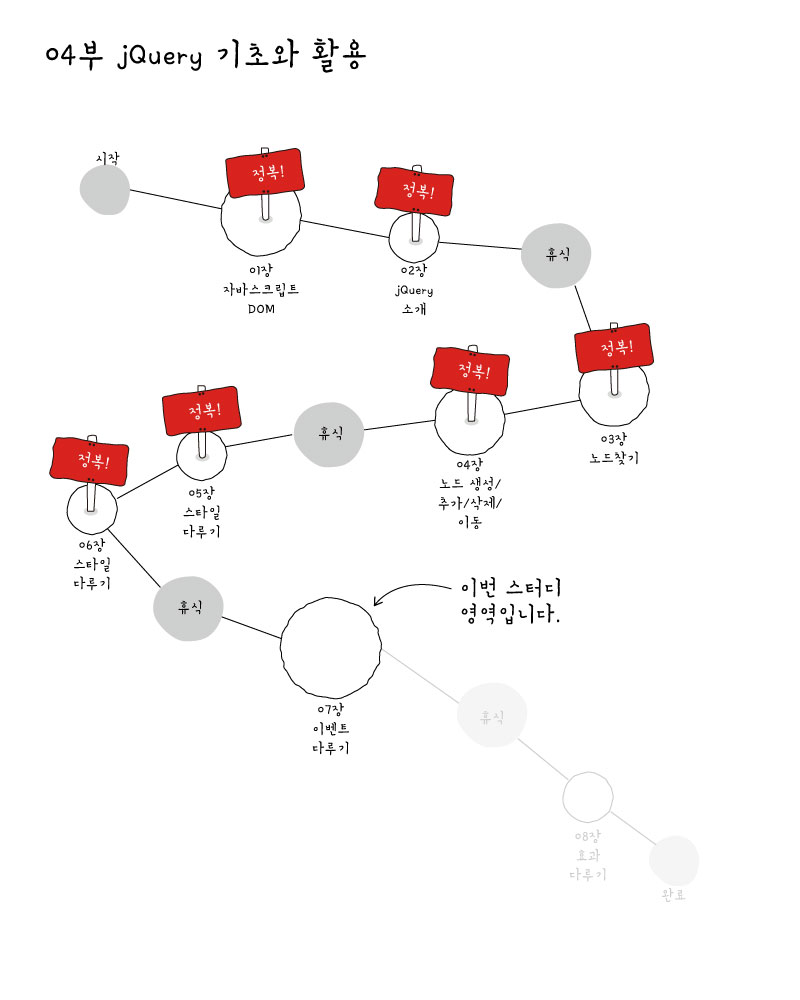 04부 jQuery 기초와 활용
시작
정복!
01장
자바스크립트
DOM
정복!
02장
jQuery
소개
휴식
정복!
03장
노드찾기
정복!
04장
노드 생성/
추가/삭제/
이동
휴식
정복!
05장
스타일
다루기
정복!
06장
스타일
다루기
휴식
이번 스터디
영역입니다.
07장
이벤트
다루기
휴식
08장
효과
다루기
완료